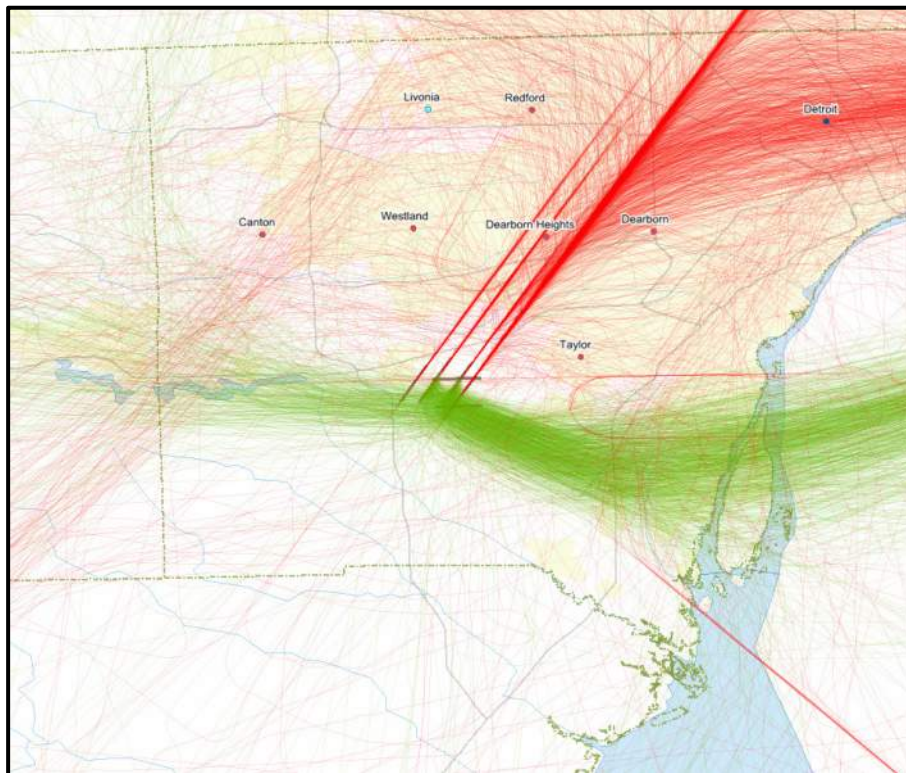 Livonia
Redford
Detroit
Canton
Westland
Dearborn Heights
Dearborn
Taylor